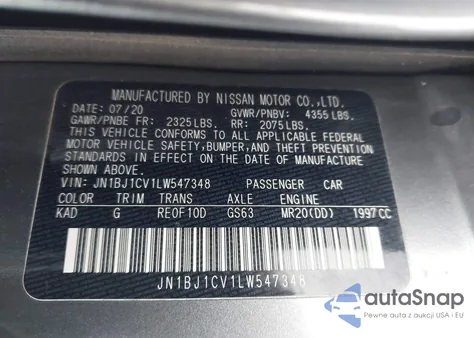 MANUFACTURED BY NISSAN MOTOR CO.,LTD.
DATE: 07/20 GVWR/PNBV: 4355 LBS.
GAWR/PNBE FR: 2325 LBS. RR: 2075 LBS.
THIS VEHICLE CONFORMS TO ALL APPLICABLE FEDERAL
MOTOR VEHICLE SAFETY, BUMPER, AND THEFT PREVENTION
STANDARDS IN EFFECT ON THE DATE OF MANUFACTURE
SHOWN ABOVE.
VIN: JN1BJ1CV1LW547348 PASSENGER CAR
COLOR TRIM TRANS AXLE ENGINE
KAD G RE0F10D GS63 MR20(DD) 1997CC
JN1BJ1CV1LW547348
autoSnap
Pewne auta z aukcji USA i EU